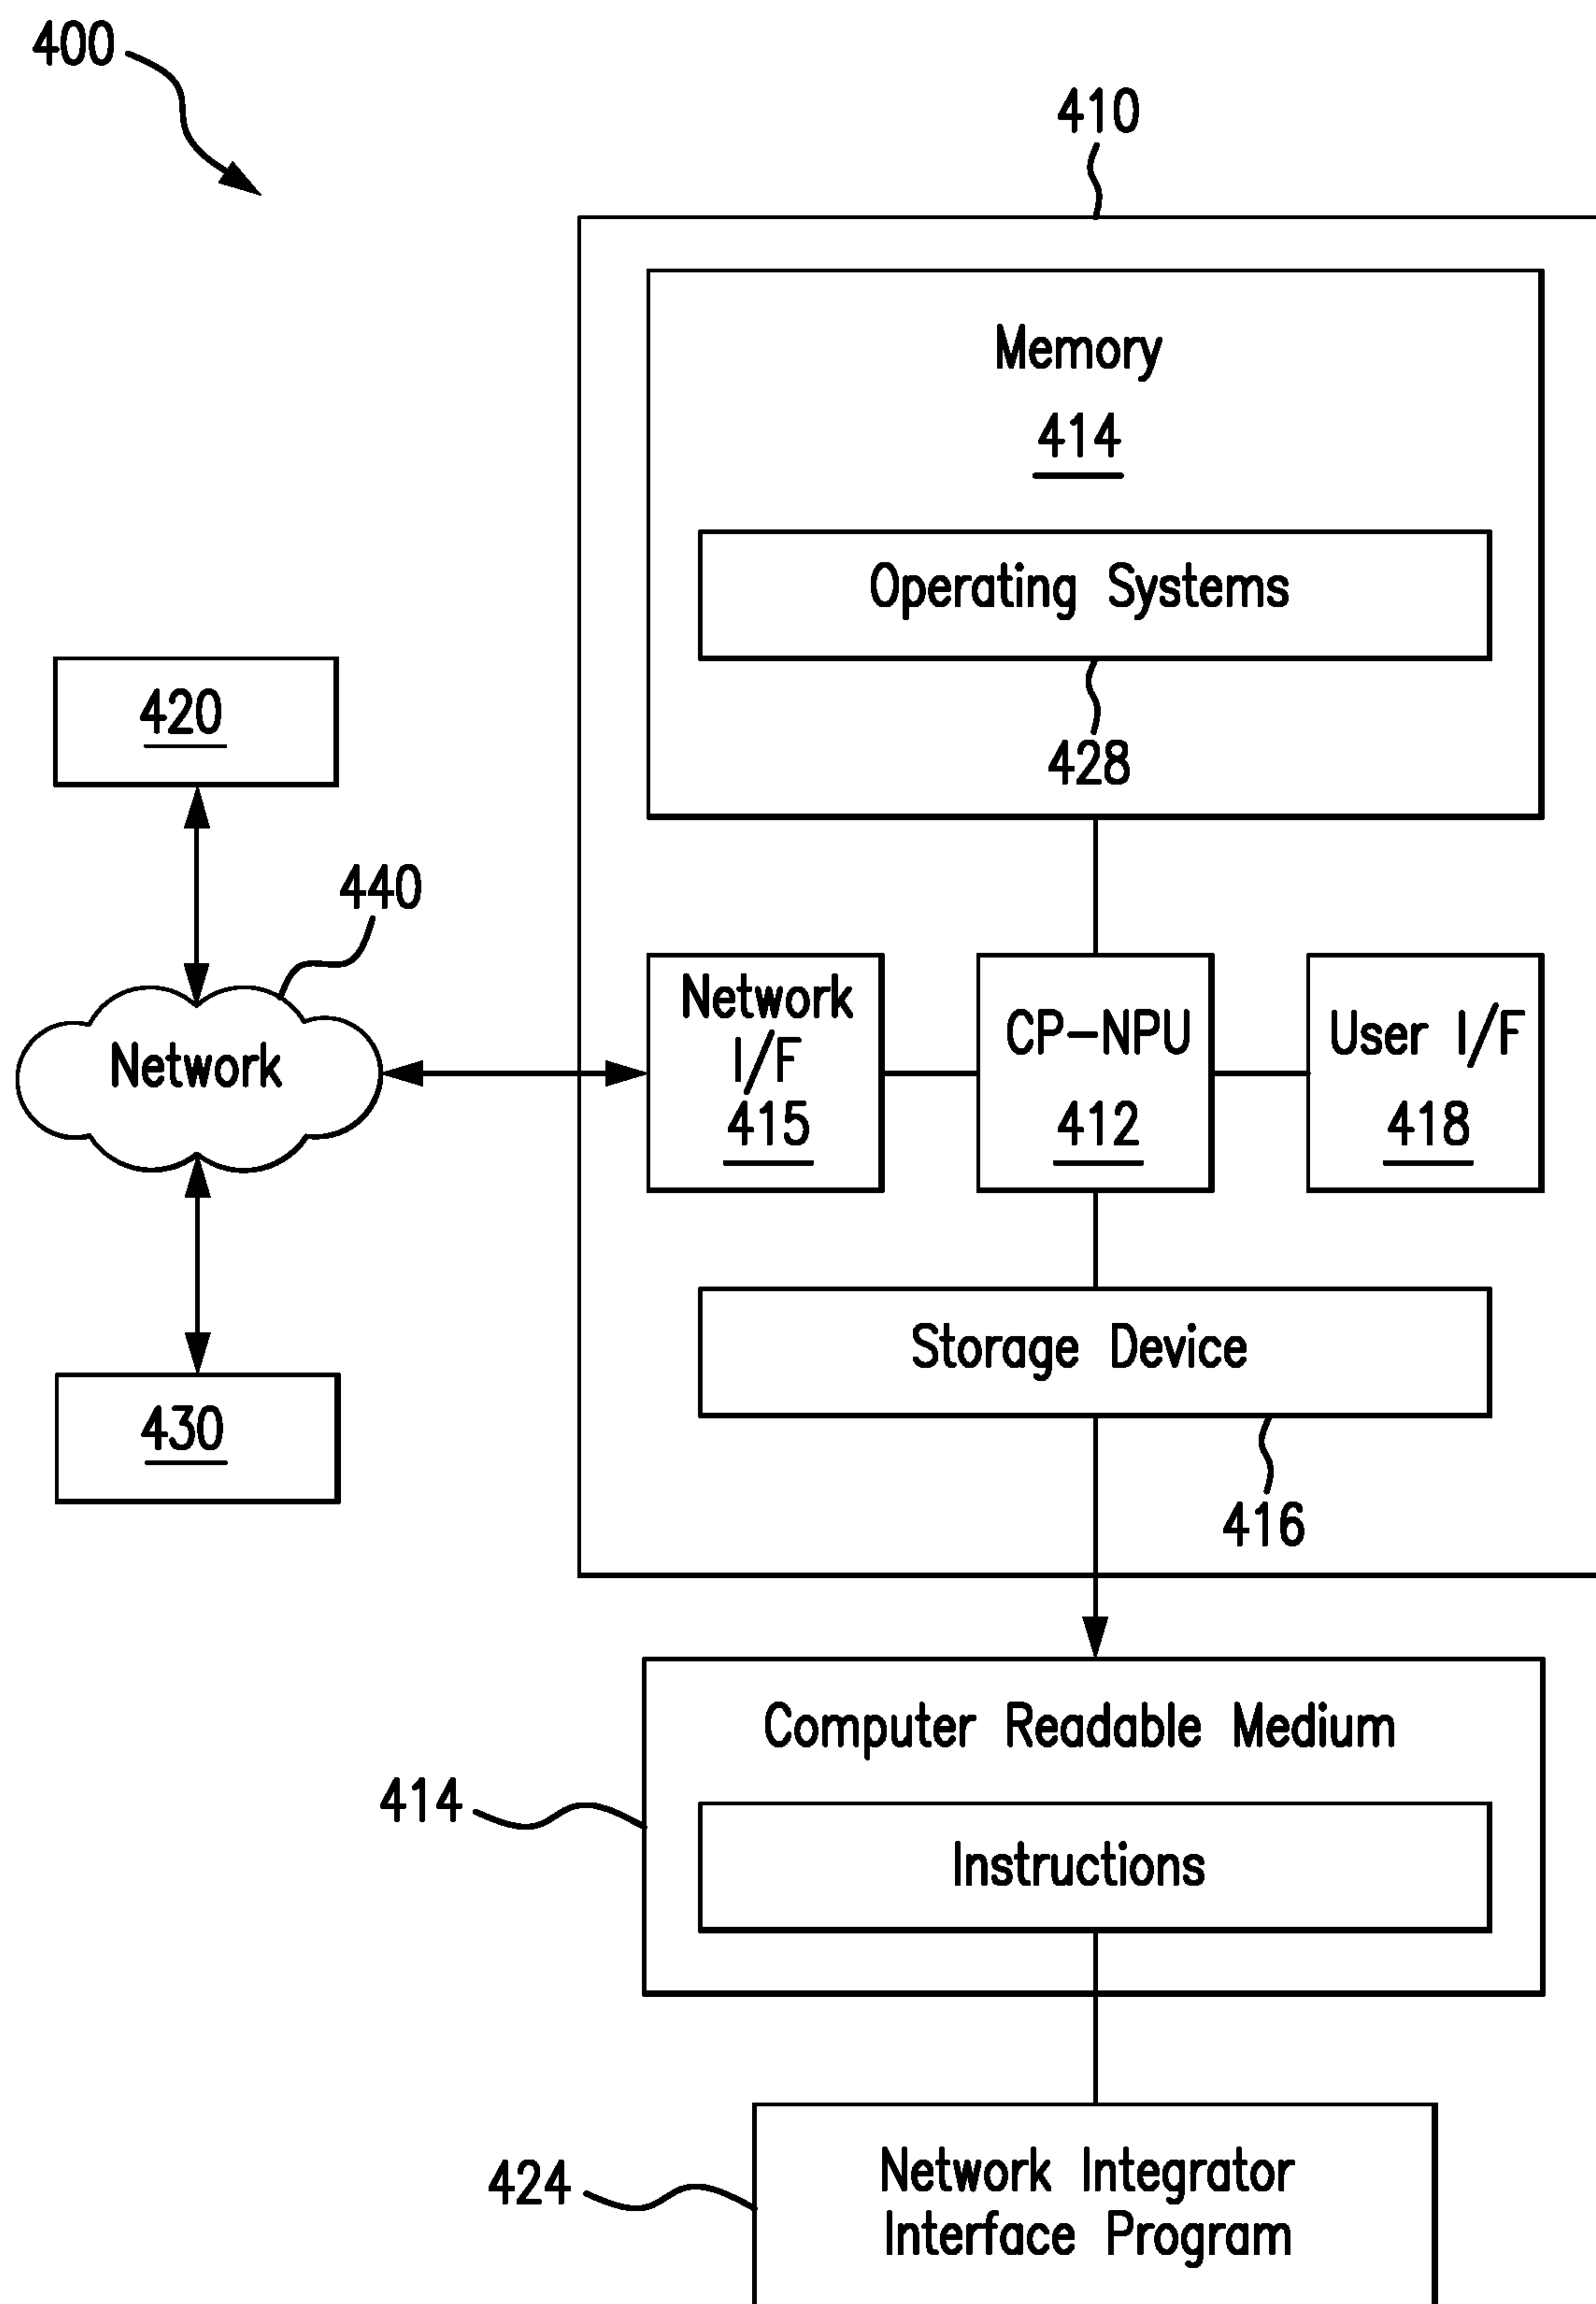 400
410
Memory
414
Operating Systems
428
420
440
Network
Network
I/F
415
CP-NPU
412
User I/F
418
Storage Device
416
430
Computer Readable Medium
414
Instructions
424
Network Integrator
Interface Program